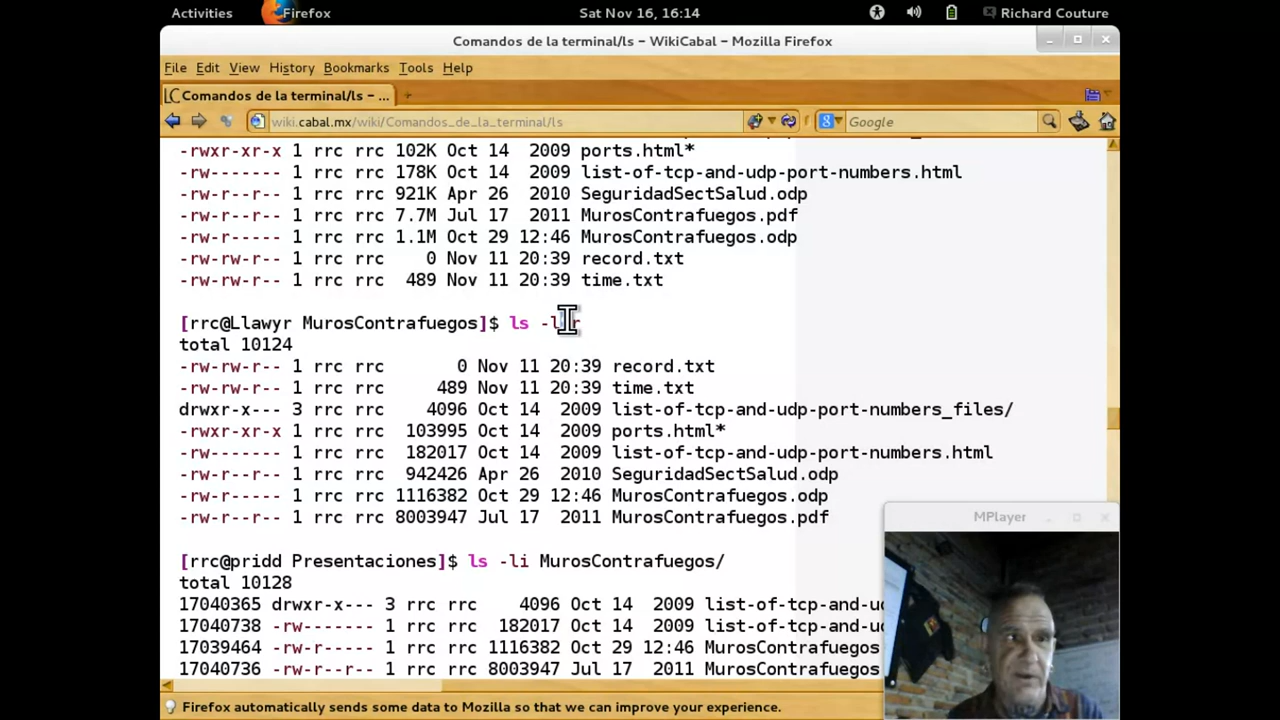 Activities Firefox Sat Nov 16, 16:14 Richard Couture
Comandos de la terminal/ls – WikiCabal – Mozilla Firefox
File Edit View History Bookmarks Tools Help
Comandos de la terminal/ls – ...
wiki.cabal.mx/wiki/Comandos_de_la_terminal/ls Google
-rwxr-xr-x 1 rrc rrc 102K Oct 14 2009 ports.html*
-rw------- 1 rrc rrc 178K Oct 14 2009 list-of-tcp-and-udp-port-numbers.html
-rw-r--r-- 1 rrc rrc 921K Apr 26 2010 SeguridadSectSalud.odp
-rw-r--r-- 1 rrc rrc 7.7M Jul 17 2011 MurosContrafuegos.pdf
-rw-r----- 1 rrc rrc 1.1M Oct 29 12:46 MurosContrafuegos.odp
-rw-rw-r-- 1 rrc rrc 0 Nov 11 20:39 record.txt
-rw-rw-r-- 1 rrc rrc 489 Nov 11 20:39 time.txt
[rrc@Llawyr MurosContrafuegos]$ ls
total 10124
-rw-rw-r-- 1 rrc rrc 0 Nov 11 20:39 record.txt
-rw-rw-r-- 1 rrc rrc 489 Nov 11 20:39 time.txt
drwxr-x--- 3 rrc rrc 4096 Oct 14 2009 list-of-tcp-and-udp-port-numbers_files/
-rwxr-xr-x 1 rrc rrc 103995 Oct 14 2009 ports.html*
-rw------- 1 rrc rrc 182017 Oct 14 2009 list-of-tcp-and-udp-port-numbers.html
-rw-r--r-- 1 rrc rrc 942426 Apr 26 2010 SeguridadSectSalud.odp
-rw-r----- 1 rrc rrc 1116382 Oct 29 12:46 MurosContrafuegos.odp
-rw-r--r-- 1 rrc rrc 8003947 Jul 17 2011 MurosContrafuegos.pdf
MPlayer
[rrc@pridd Presentaciones]$ ls -li MurosContrafuegos/
total 10128
17040365 drwxr-x--- 3 rrc rrc 4096 Oct 14 2009 list-of-tcp-and-u
17040738 -rw------- 1 rrc rrc 182017 Oct 14 2009 list-of-tcp-and-u
17039464 -rw-r----- 1 rrc rrc 1116382 Oct 29 12:46 MurosContrafuegos
17040736 -rw-r--r-- 1 rrc rrc 8003947 Jul 17 2011 MurosContrafuegos
Firefox automatically sends some data to Mozilla so that we can improve your experience.